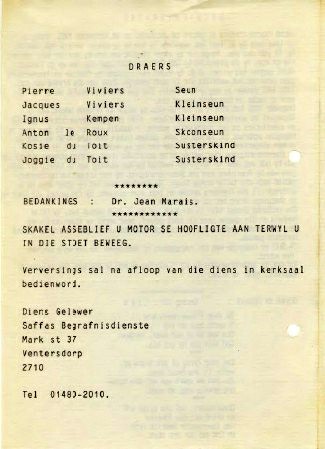 DRAERS
Pierre Viviers Seun
Jacques Viviers Kleinseun
Ignus Kempen Kleinseun
Anton le Roux Skoonseun
Kosie du Toit Susterskind
Joggie du Toit Susterskind
********
BEDANKINGS : Dr. Jean Marais.
************
SKAKEL ASSEBLIEF U MOTOR SE HOOFLIGTE AAN TERWYL U
IN DIE STOET BEWEEG.
Verversings sal na afloop van die diens in kerksaal
bedienword.
Diens Gelewer
Saffas Begrafnisdienste
Mark st 37
Ventersdorp
2710
Tel 01480-2010.